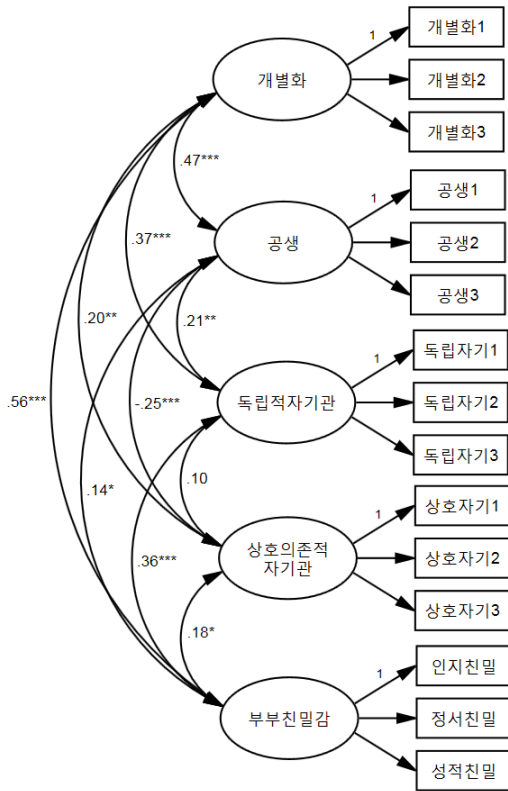 1
개별화1
개별화
개별화2
개별화3
.47***
1
공생1
.37***
공생
공생2
공생3
.20**
.21**
1
독립자기1
.56***
-.25***
독립적자기관
독립자기2
독립자기3
.14*
.10
1
상호자기1
.36***
상호의존적
자기관
상호자기2
상호자기3
.18*
1
인지친밀
부부친밀감
정서친밀
성적친밀